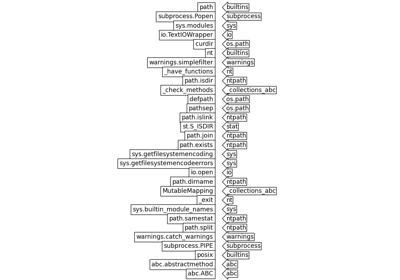 path builtins
subprocess.Popen subprocess
sys.modules sys
io.TextIOWrapper io
curdir os.path
nt builtins
warnings.simplefilter warnings
_have_functions nt
path.isdir ntpath
_check_methods _collections_abc
defpath os.path
pathsep os.path
path.islink ntpath
st.S_ISDIR stat
path.join ntpath
path.exists ntpath
sys.getfilesystemencoding sys
sys.getfilesystemencodeerrors sys
io.open io
path.dirname ntpath
MutableMapping _collections_abc
_exit nt
sys.builtin_module_names sys
path.samestat ntpath
path.split ntpath
warnings.catch_warnings warnings
subprocess.PIPE subprocess
posix builtins
abc.abstractmethod abc
abc.ABC abc